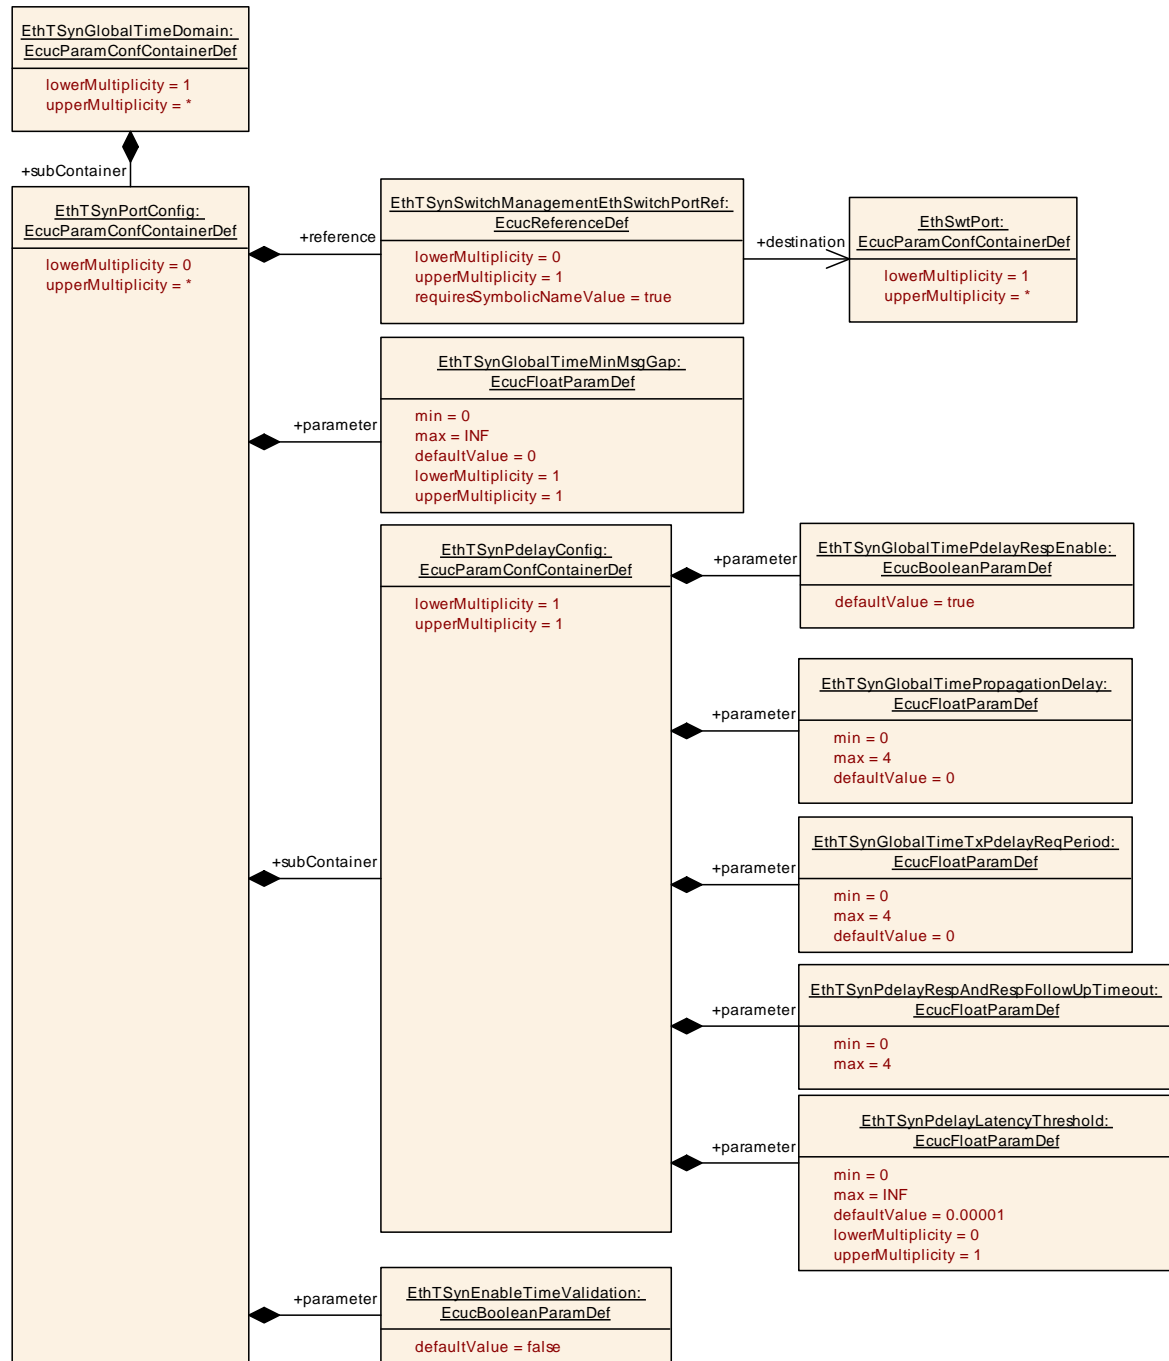 EthTSynGlobalTimeDomain:
EcucParamConfContainerDef
lowerMultiplicity = 1
upperMultiplicity = *
+subContainer
EthTSynPortConfig:
EcucParamConfContainerDef
lowerMultiplicity = 0
upperMultiplicity = *
+reference
EthTSynSwitchManagementEthSwitchPortRef:
EcucReferenceDef
lowerMultiplicity = 0
upperMultiplicity = 1
requiresSymbolicNameValue = true
+destination
EthSwtPort:
EcucParamConfContainerDef
lowerMultiplicity = 1
upperMultiplicity = *
+parameter
EthTSynGlobalTimeMinMsgGap:
EcucFloatParamDef
min = 0
max = INF
defaultValue = 0
lowerMultiplicity = 1
upperMultiplicity = 1
+subContainer
EthTSynPdelayConfig:
EcucParamConfContainerDef
lowerMultiplicity = 1
upperMultiplicity = 1
+parameter
EthTSynGlobalTimePdelayRespEnable:
EcucBooleanParamDef
defaultValue = true
+parameter
EthTSynGlobalTimePropagationDelay:
EcucFloatParamDef
min = 0
max = 4
defaultValue = 0
+parameter
EthTSynGlobalTimeTxPdelayReqPeriod:
EcucFloatParamDef
min = 0
max = 4
defaultValue = 0
+parameter
EthTSynPdelayRespAndRespFollowUpTimeout:
EcucFloatParamDef
min = 0
max = 4
+parameter
EthTSynPdelayLatencyThreshold:
EcucFloatParamDef
min = 0
max = INF
defaultValue = 0.00001
lowerMultiplicity = 0
upperMultiplicity = 1
+parameter
EthTSynEnableTimeValidation:
EcucBooleanParamDef
defaultValue = false